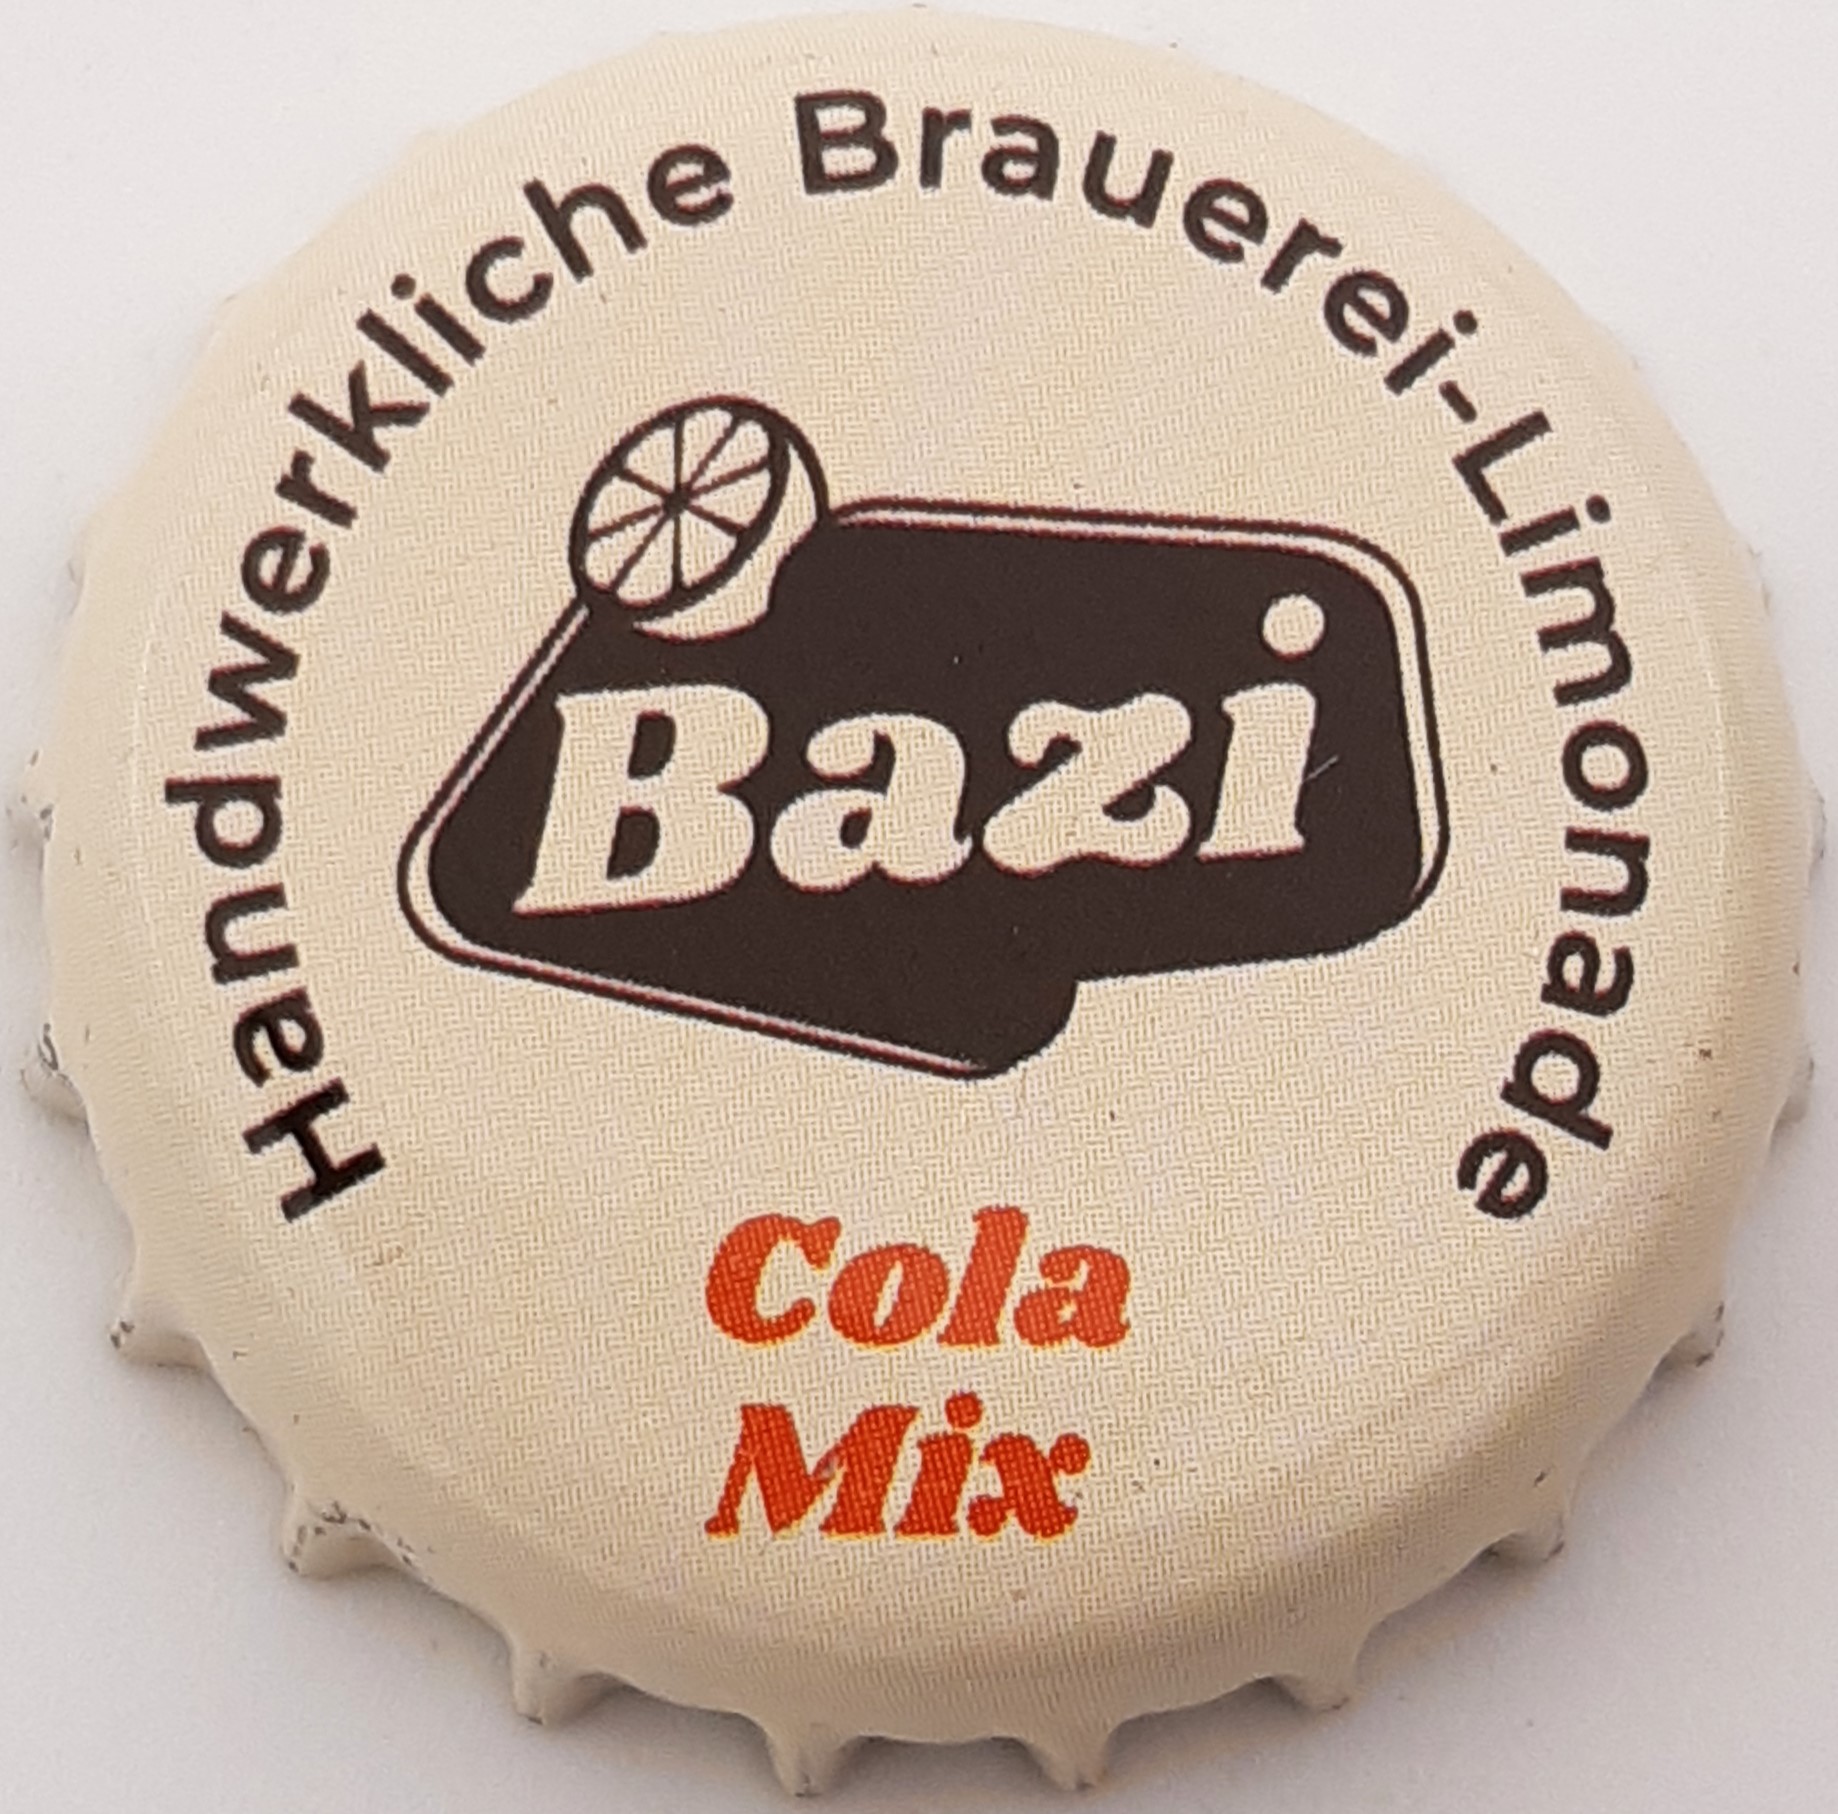 Handwerkliche Brauerei-Limonade
Bazi
Cola
Mix